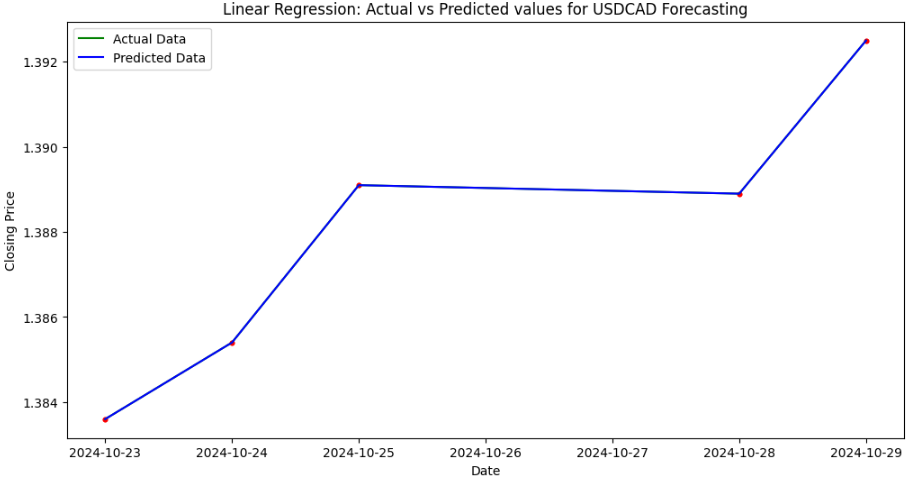 Linear Regression: Actual vs Predicted values for USDCAD Forecasting
Actual Data
Predicted Data
Closing Price
1.392
1.390
1.388
1.386
1.384
2024-10-23 2024-10-24 2024-10-25 2024-10-26 2024-10-27 2024-10-28 2024-10-29
Date